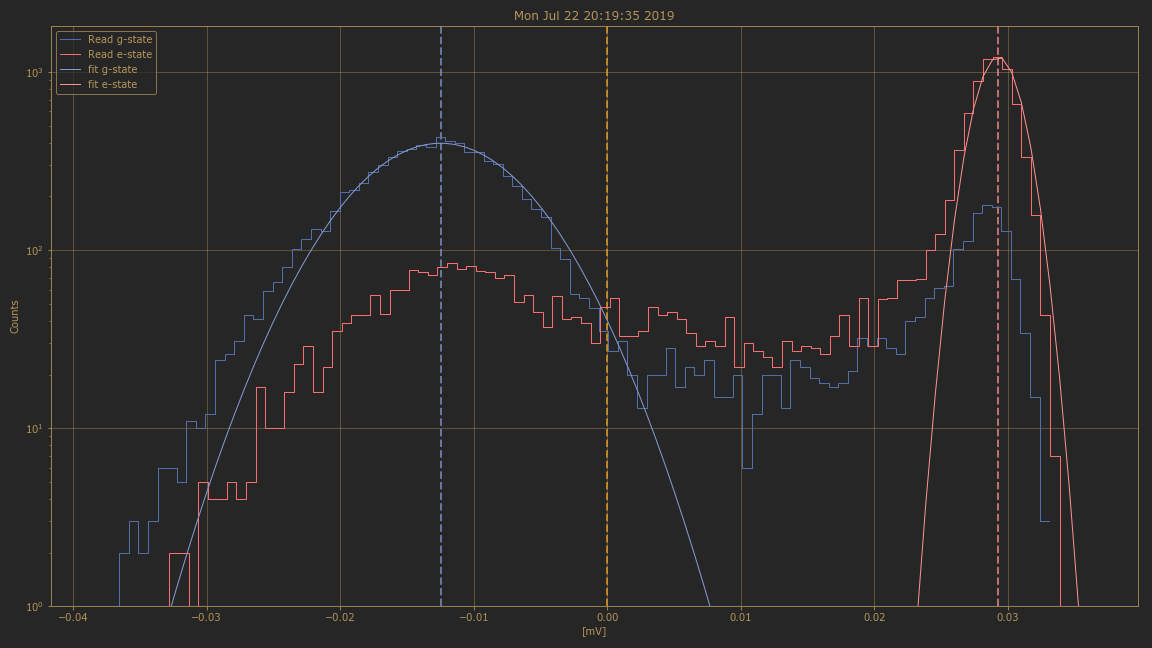 Mon Jul 22 20:19:35 2019
Read g-state
Read e-state
fit g-state
fit e-state
10³
10²
10¹
10⁰
Counts
−0.04 −0.03 −0.02 −0.01 0.00 0.01 0.02 0.03
[mV]